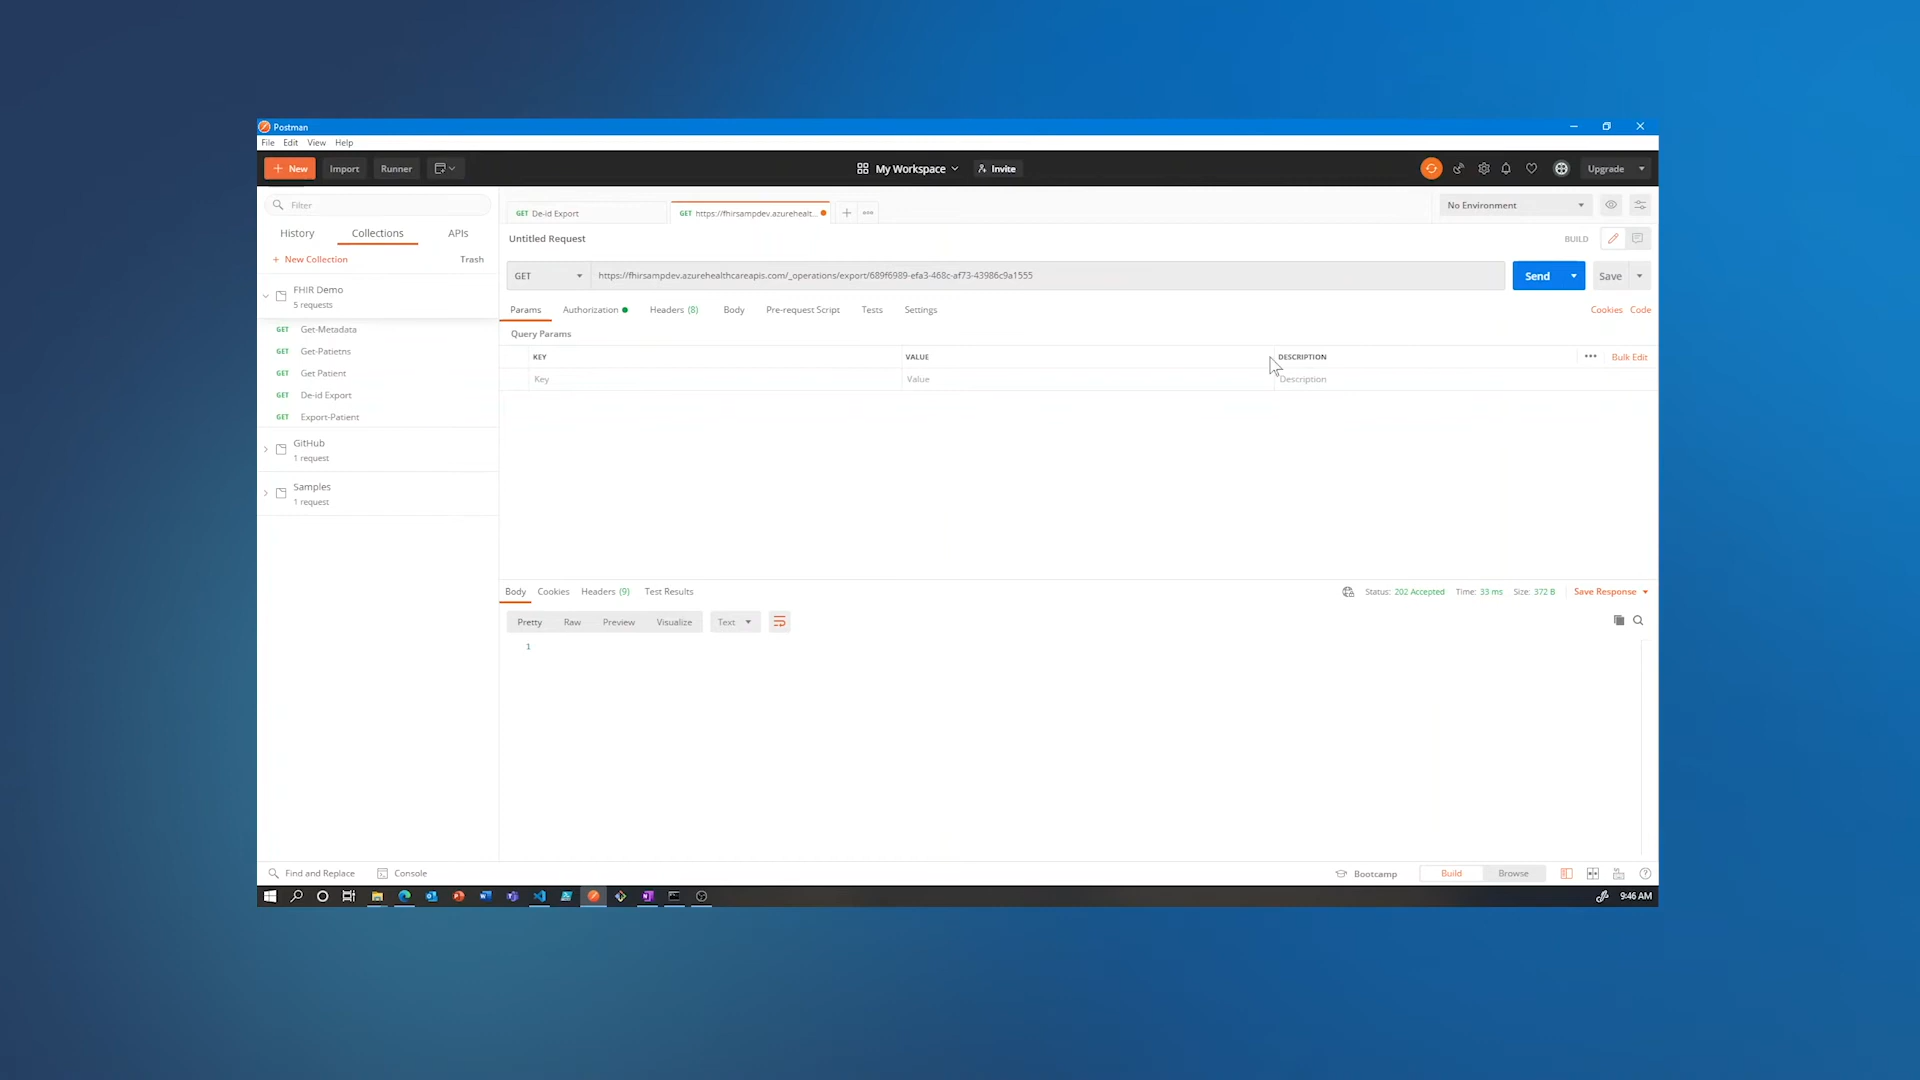 Postman
File Edit View Help
+ New Import Runner My Workspace Invite Upgrade
Filter
History Collections APIs
+ New Collection Trash
FHIR Demo
5 requests
GET Get-Metadata
GET Get-Patietns
GET Get Patient
GET De-id Export
GET Export-Patient
GitHub
1 request
Samples
1 request
GET De-id Export GET https://fhirsampdev.azurehealt... + No Environment
Untitled Request BUILD
GET https://fhirsampdev.azurehealthcareapis.com/_operations/export/689f6989-efa3-468c-af73-43986c9a1555 Send Save
Params Authorization Headers (8) Body Pre-request Script Tests Settings Cookies Code
Query Params
KEY VALUE DESCRIPTION ••• Bulk Edit
Key Value Description
Body Cookies Headers (9) Test Results Status: 202 Accepted Time: 33 ms Size: 372 B Save Response
Pretty Raw Preview Visualize Text
1
Find and Replace Console Bootcamp Build Browse
9:46 AM